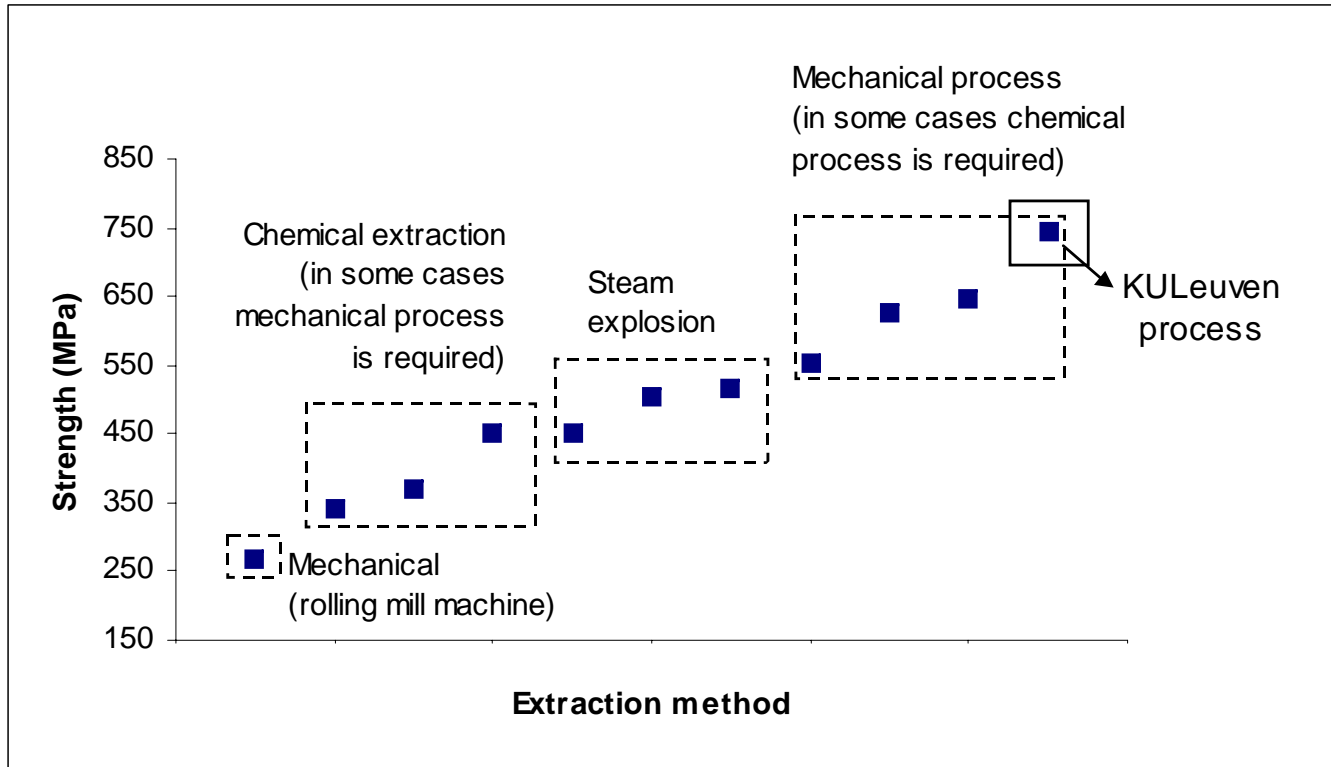 Mechanical process
(in some cases chemical
process is required)
850
750
650
550
450
350
250
150
Strength (MPa)
Chemical extraction
(in some cases
mechanical process
is required)
Steam
explosion
KULeuven
process
Mechanical
(rolling mill machine)
Extraction method